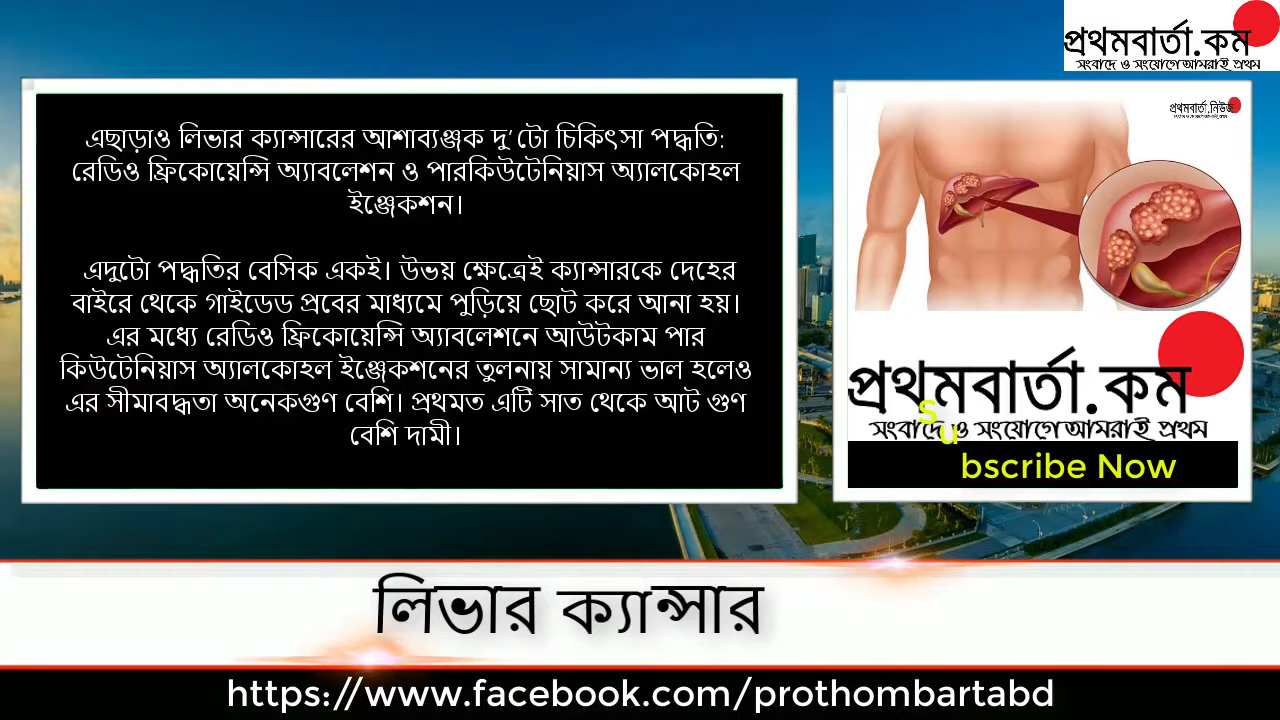 প্রথমবার্তা.কম
সংবাদে ও সংযোগে আমরাই প্রথম
এছাড়াও লিভার ক্যান্সারের আশাব্যঞ্জক দু'টো চিকিৎসা পদ্ধতি:
রেডিও ফ্রিকোয়েন্সি অ্যাবলেশন ও পারকিউটেনিয়াস অ্যালকোহল
ইঞ্জেকশন।
এদুটো পদ্ধতির বেসিক একই। উভয় ক্ষেত্রেই ক্যান্সারকে দেহের
বাইরে থেকে গাইডেড প্রবের মাধ্যমে পুড়িয়ে ছোট করে আনা হয়।
এর মধ্যে রেডিও ফ্রিকোয়েন্সি অ্যাবলেশনে আউটকাম পার
কিউটেনিয়াস অ্যালকোহল ইঞ্জেকশনের তুলনায় সামান্য ভাল হলেও
এর সীমাবদ্ধতা অনেকগুণ বেশি। প্রথমত এটি সাত থেকে আট গুণ
বেশি দামী।
প্রথমবার্তা.নিউজ
প্রথমবার্তা.কম
সংবাদে ও সংযোগে আমরাই প্রথম
Subscribe Now
লিভার ক্যান্সার
https://www.facebook.com/prothombartabd